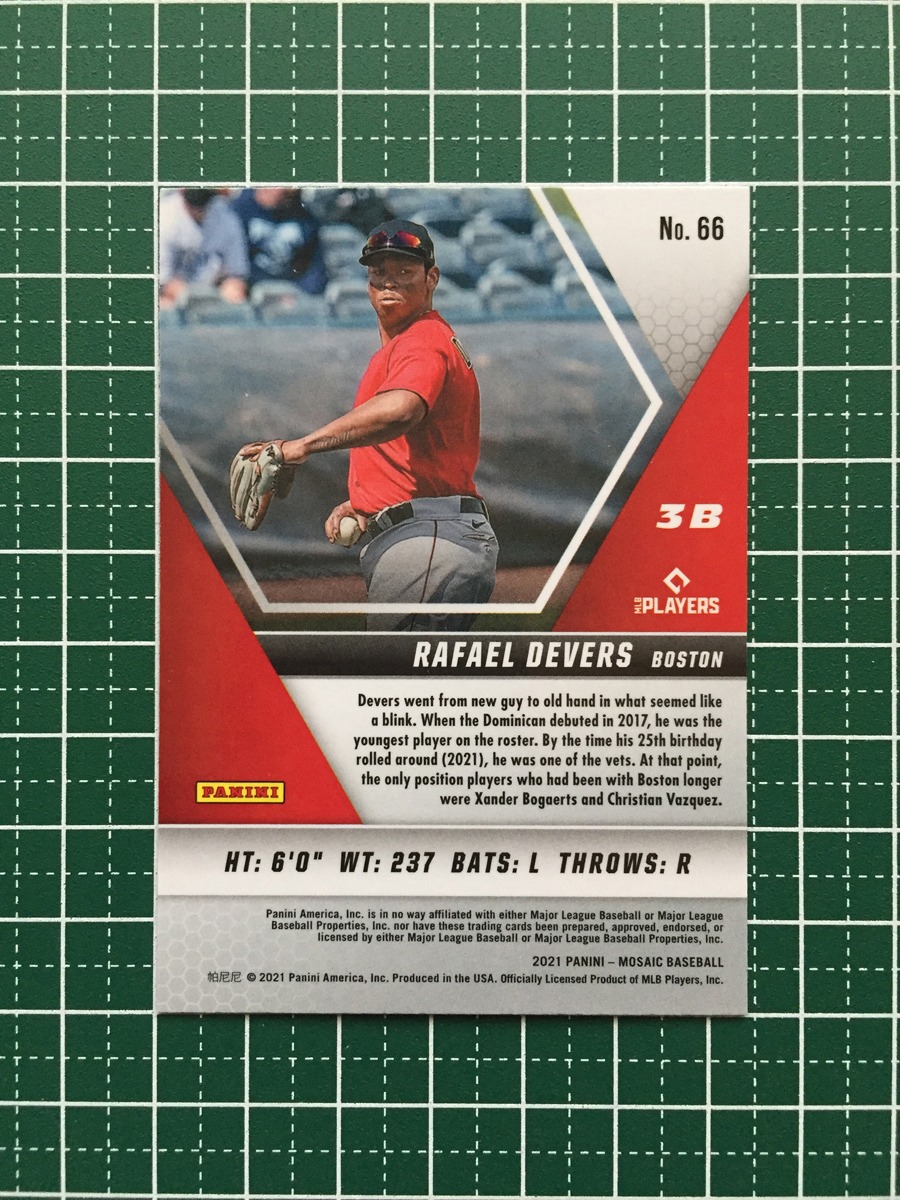 No. 66
3B
MLB PLAYERS
RAFAEL DEVERS BOSTON
Devers went from new guy to old hand in what seemed like
a blink. When the Dominican debuted in 2017, he was the
youngest player on the roster. By the time his 25th birthday
rolled around (2021), he was one of the vets. At that point,
the only position players who had been with Boston longer
were Xander Bogaerts and Christian Vazquez.
PANINI
HT: 6'0" WT: 237 BATS: L THROWS: R
Panini America, Inc. is in no way affiliated with either Major League Baseball or Major League
Baseball Properties, Inc. nor have these trading cards been prepared, approved, endorsed, or
licensed by either Major League Baseball or Major League Baseball Properties, Inc.
2021 PANINI – MOSAIC BASEBALL
帕尼尼 © 2021 Panini America, Inc. Produced in the USA. Officially Licensed Product of MLB Players, Inc.